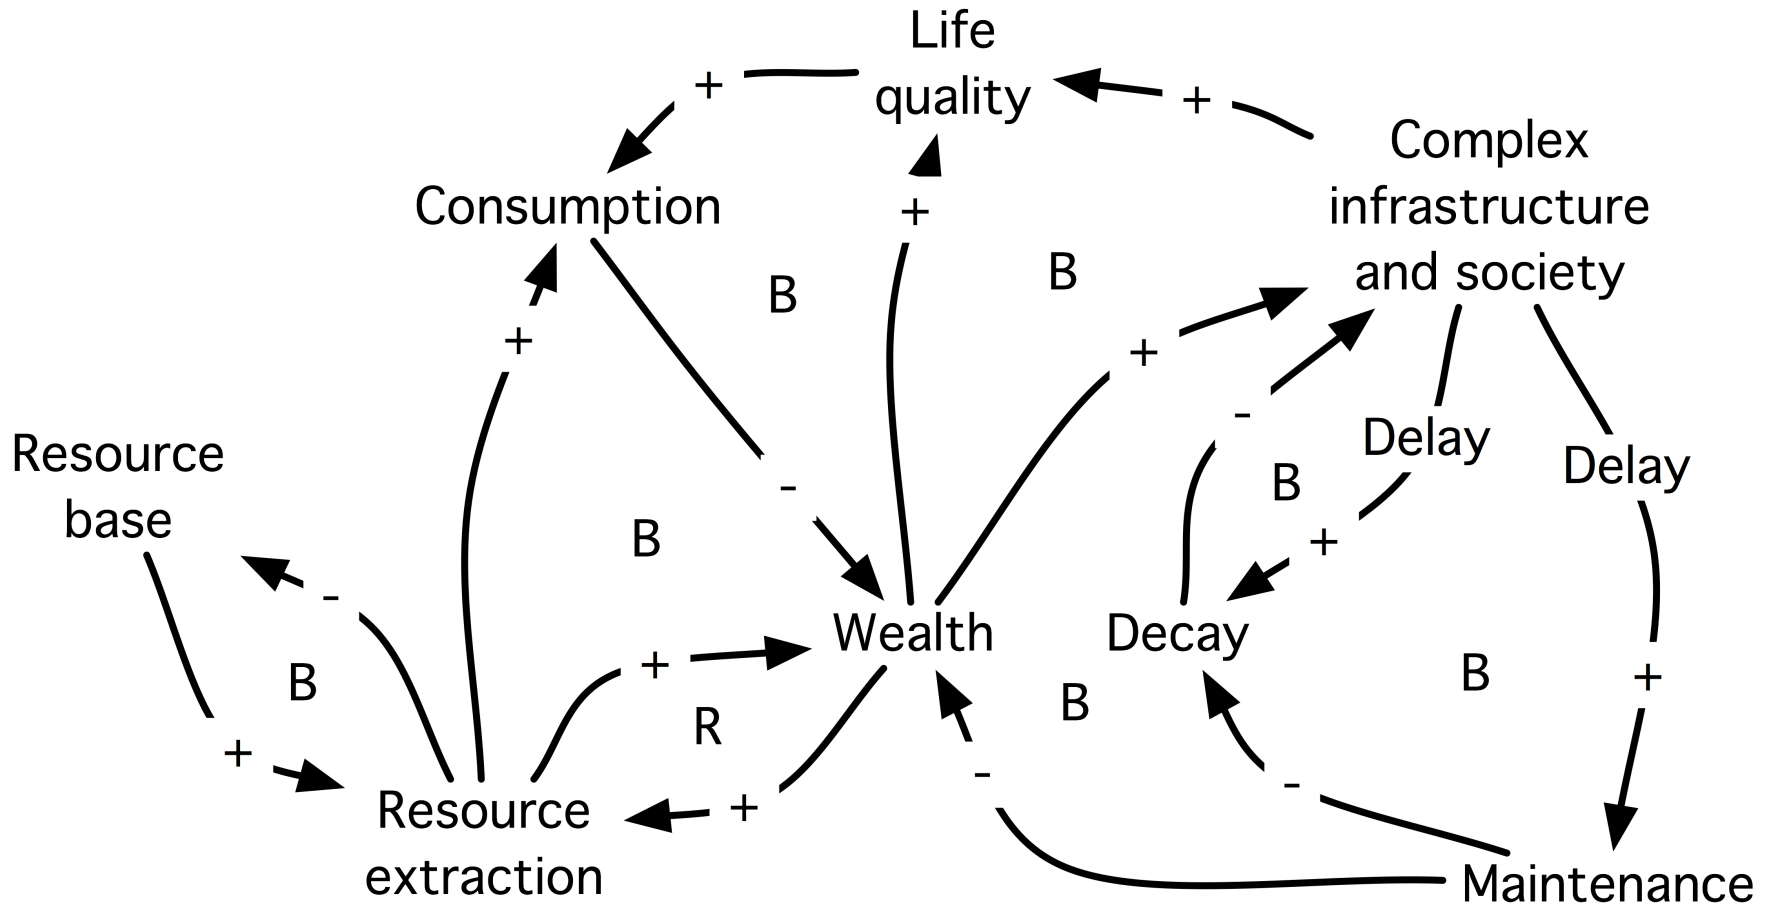 Life
quality
+
+
Complex
infrastructure
and society
Consumption
+
B
B
+
+
-
Delay
Delay
Resource
base
-
B
B
+
B
-
Wealth
Decay
+
B
R
B
B
+
+
-
-
+
Resource
extraction
Maintenance